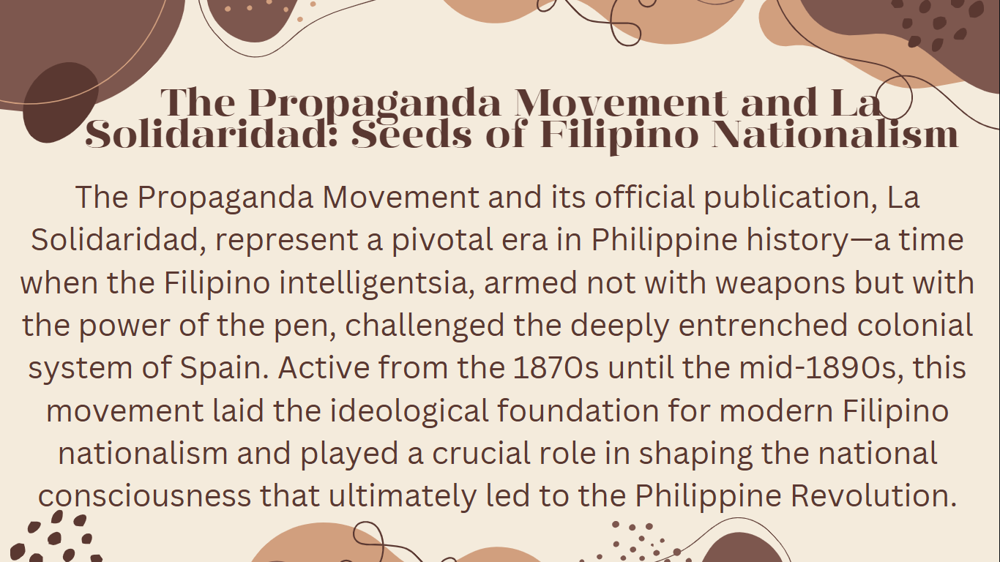 The Propaganda Movement and La
Solidaridad: Seeds of Filipino Nationalism
The Propaganda Movement and its official publication, La
Solidaridad, represent a pivotal era in Philippine history—a time
when the Filipino intelligentsia, armed not with weapons but with
the power of the pen, challenged the deeply entrenched colonial
system of Spain. Active from the 1870s until the mid-1890s, this
movement laid the ideological foundation for modern Filipino
nationalism and played a crucial role in shaping the national
consciousness that ultimately led to the Philippine Revolution.